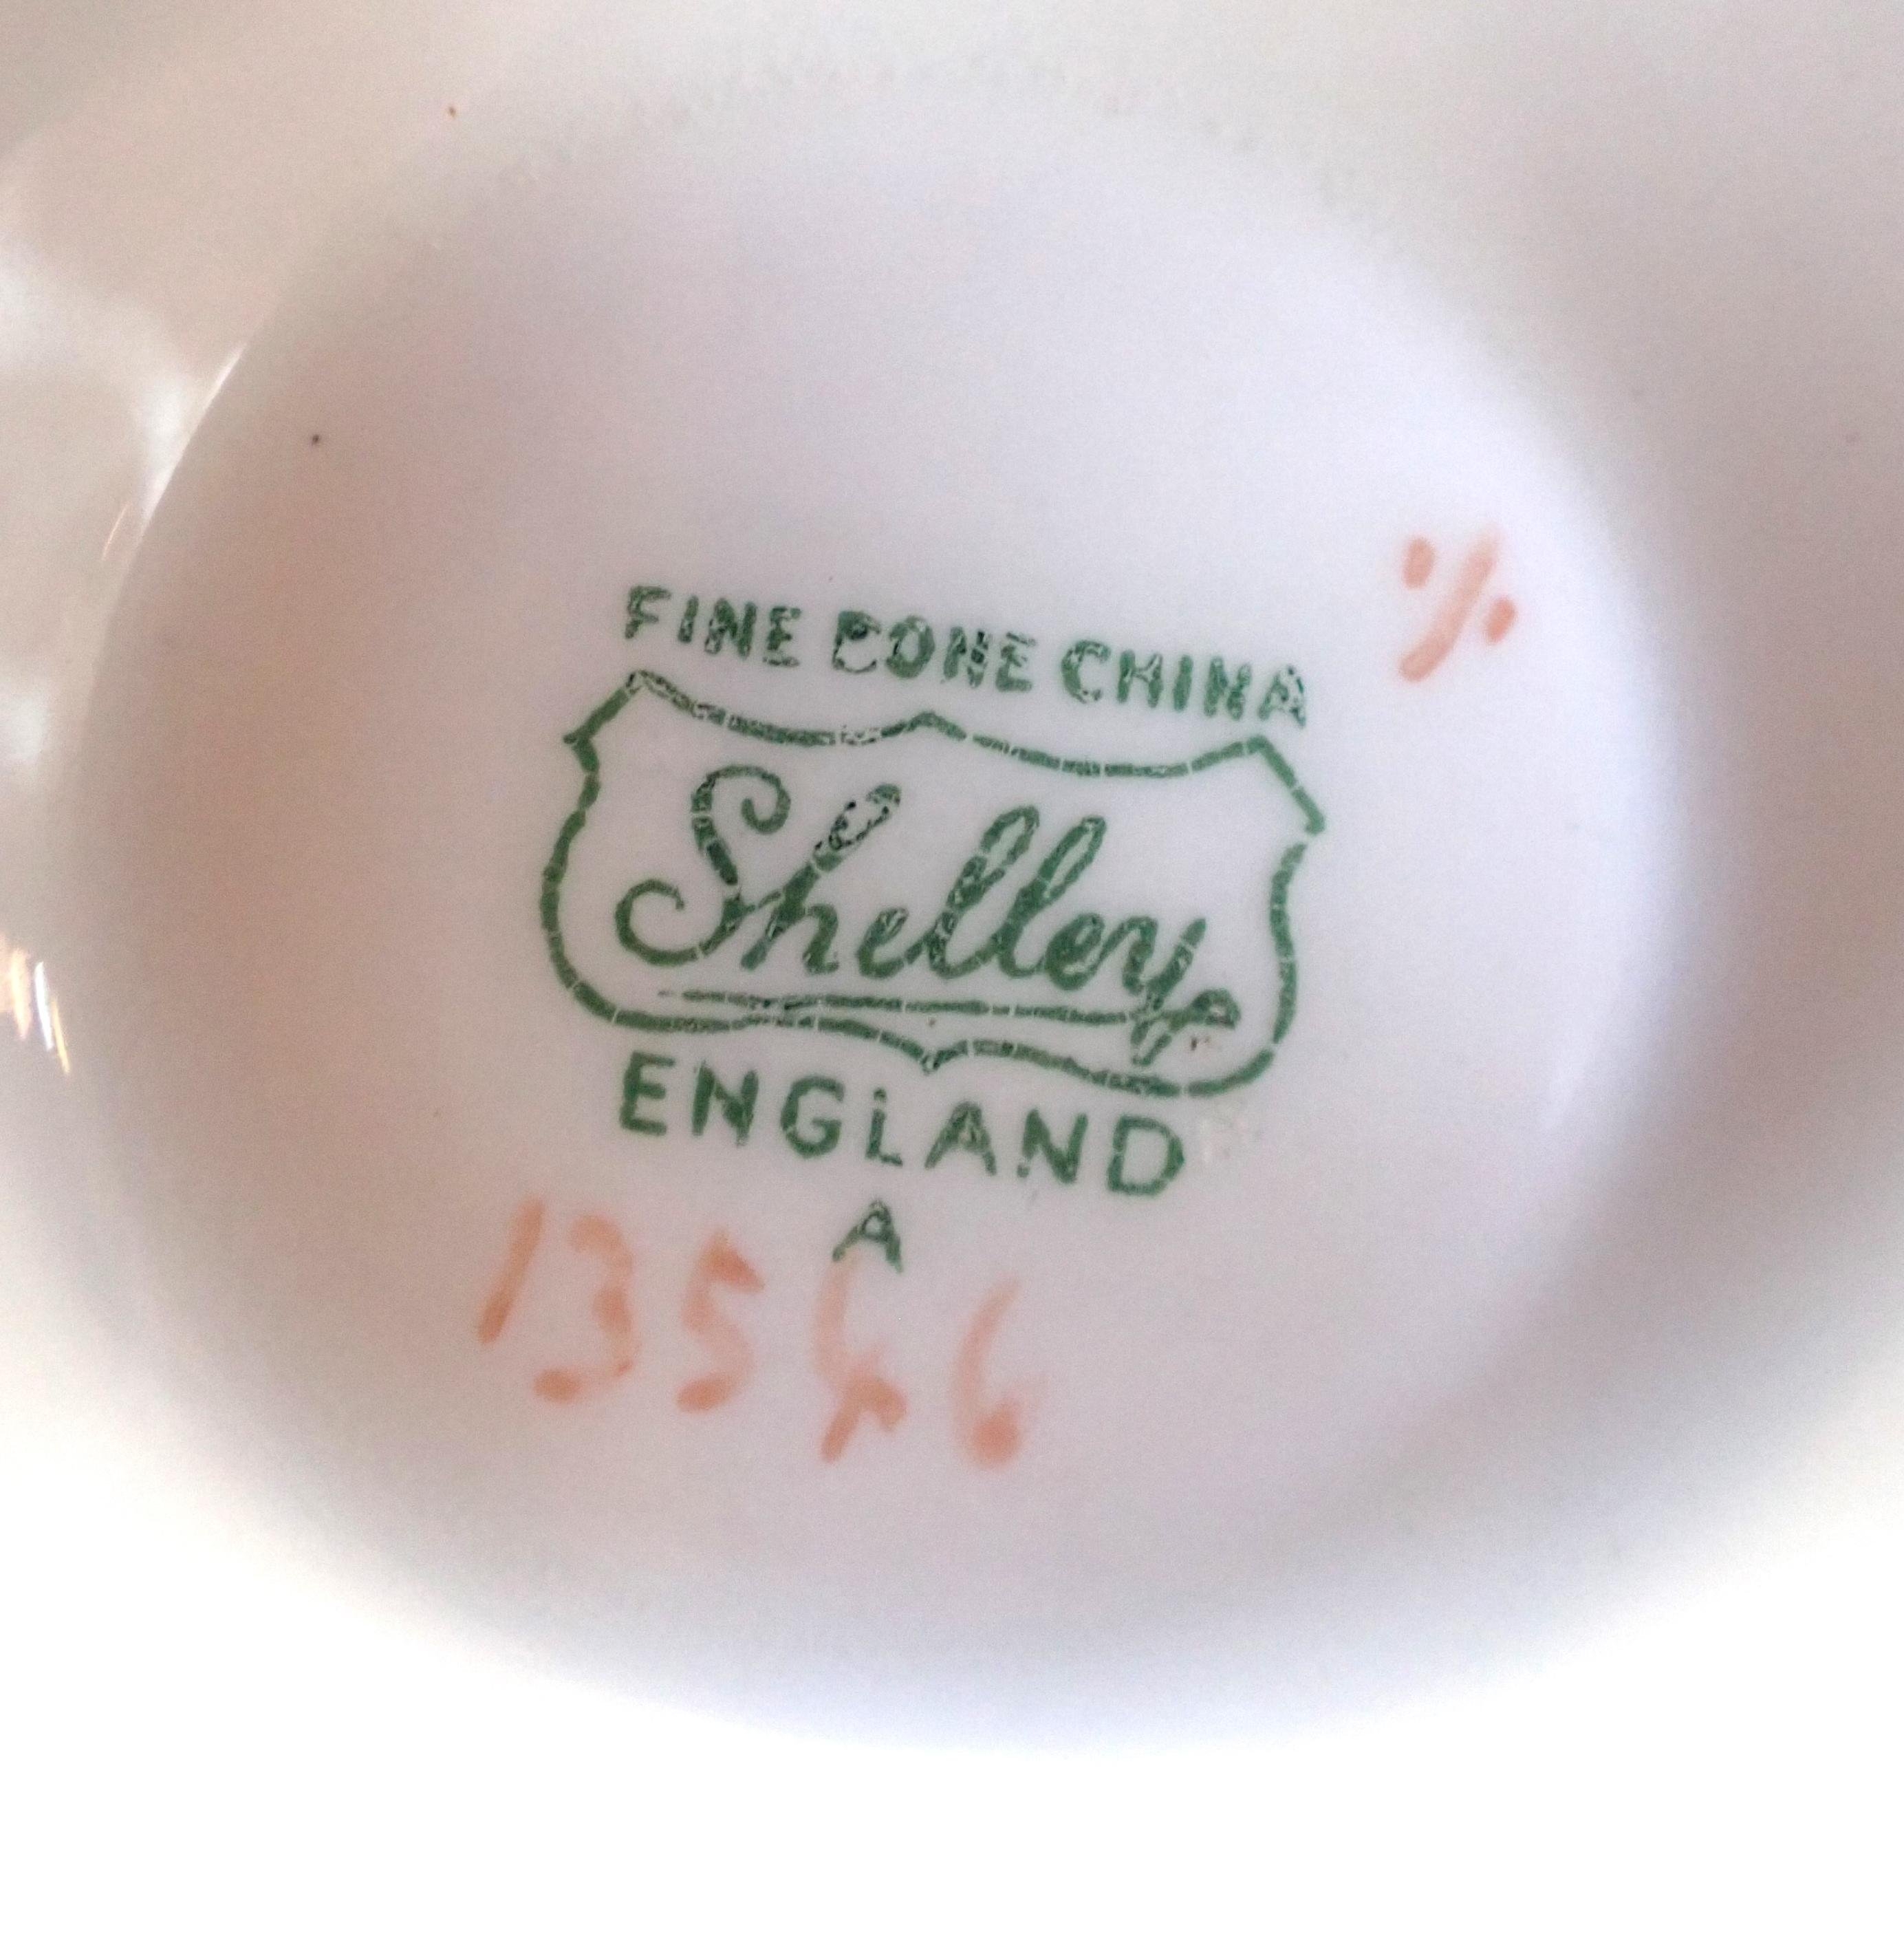 FINE BONE CHINA
%
Shelley
ENGLAND
A
13546